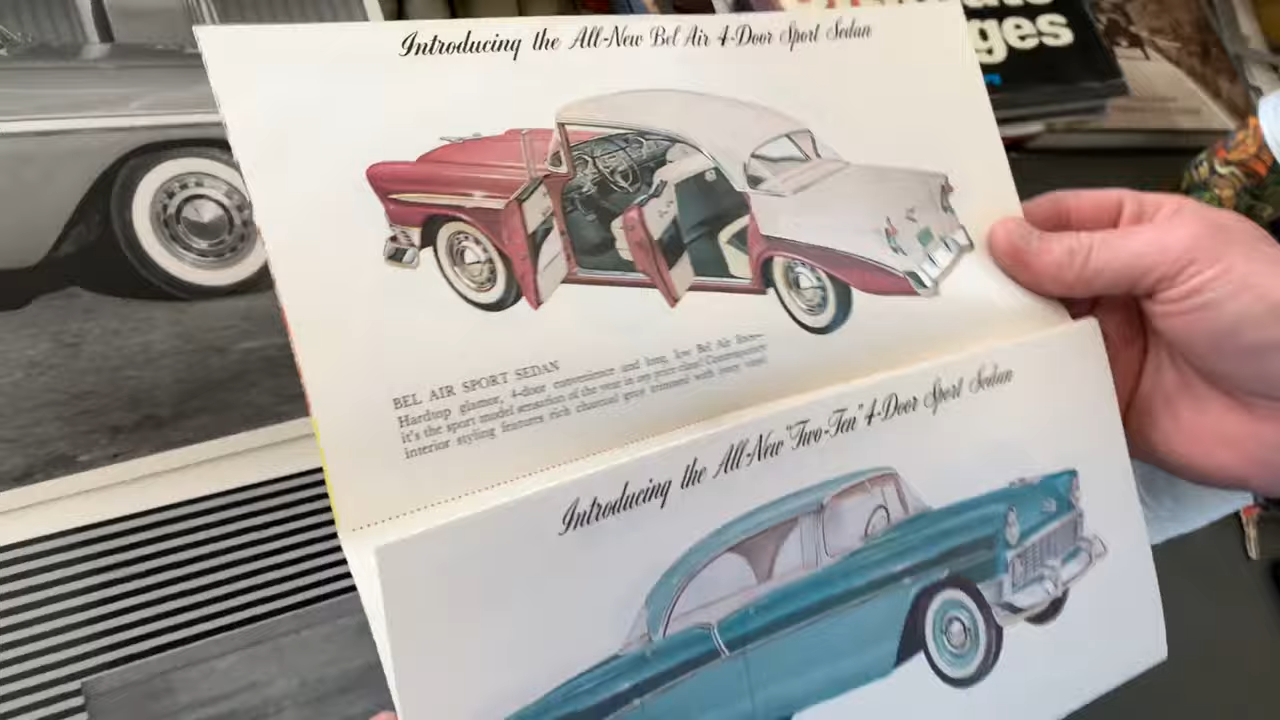 Introducing the All-New Bel Air 4-Door Sport Sedan
ges
BEL AIR SPORT SEDAN
Hardtop glamor, 4-door convenience and long, low Bel Air lines—
it's the sport model sensation of the year in any price class! Contemporary
interior styling features rich charcoal gray trimmed with ivory vinyl
Introducing the All-New "Two-Ten" 4-Door Sport Sedan